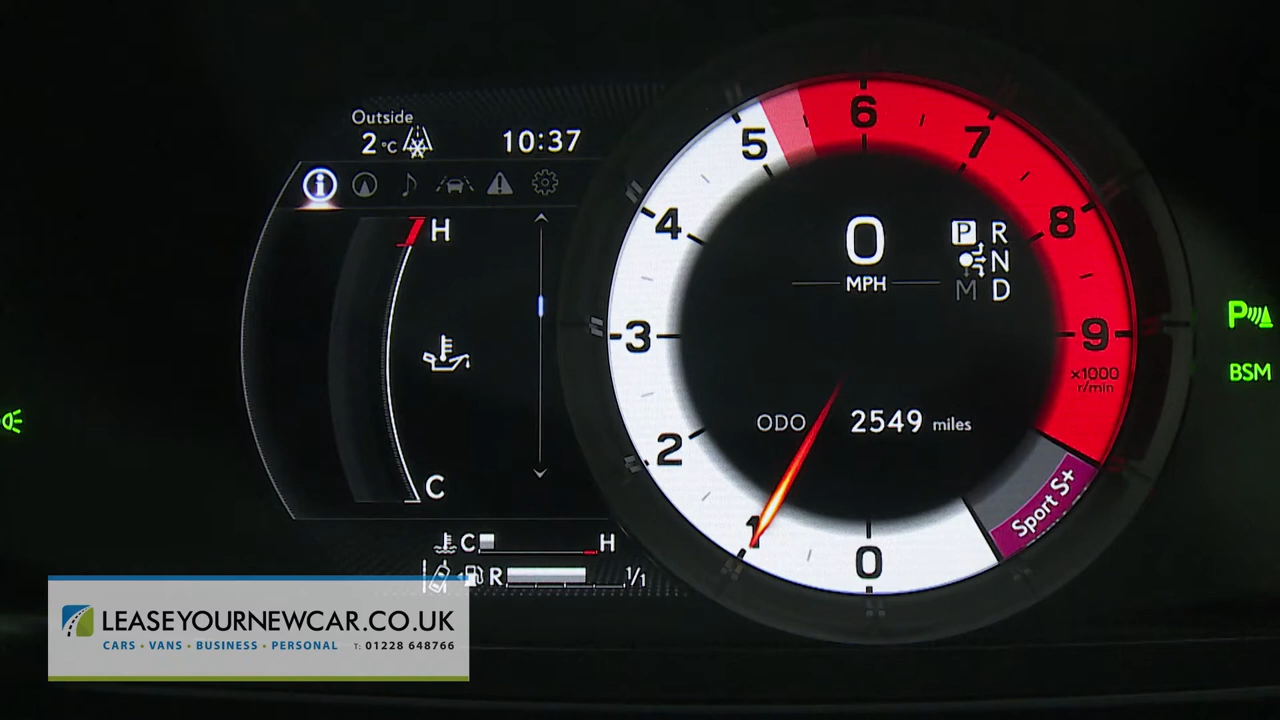 Outside
2 °C
10:37
H
C
C H
R 1/1
0
1
2
3
4
5
6
7
8
9
x1000
r/min
0
MPH
P R
N
M D
ODO 2549 miles
Sport S+
P
BSM
LEASEYOURNEWCAR.CO.UK
CARS • VANS • BUSINESS • PERSONAL T: 01228 648766